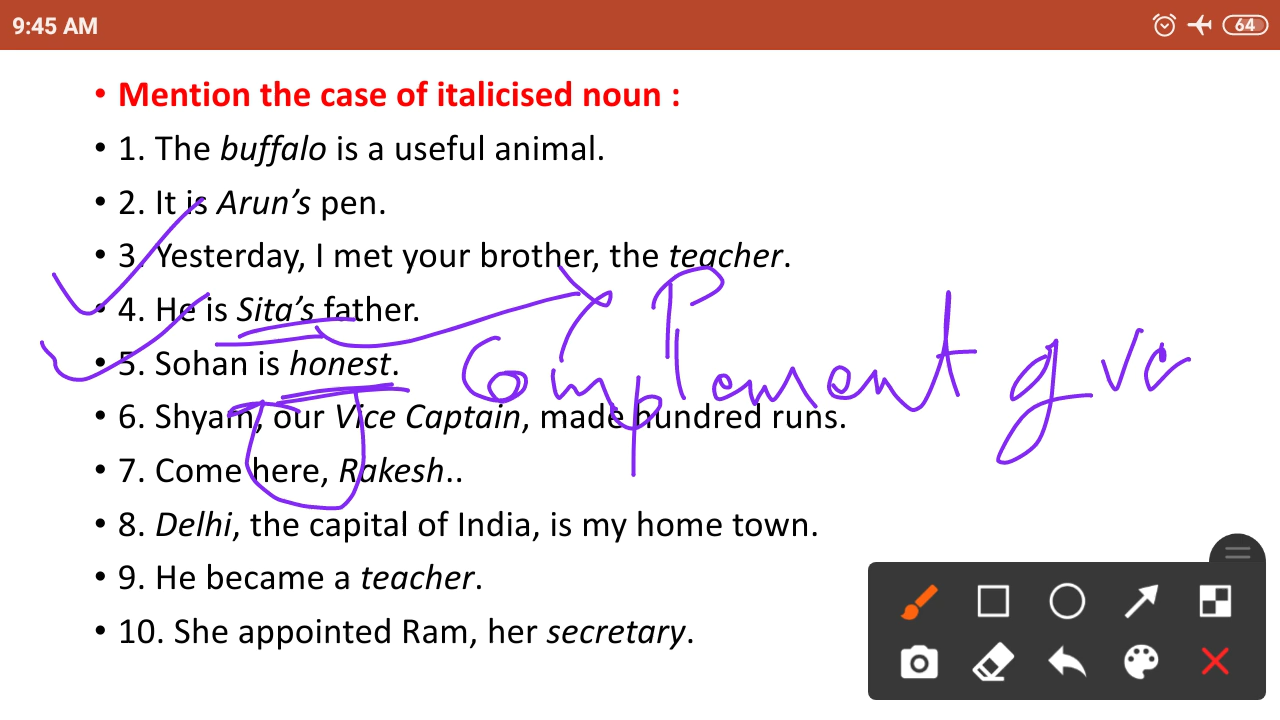 9:45 AM
64
• Mention the case of italicised noun :
• 1. The buffalo is a useful animal.
• 2. It is Arun’s pen.
• 3. Yesterday, I met your brother, the teacher.
• 4. He is Sita’s father.
• 5. Sohan is honest.
Complement
• 6. Shyam, our Vice Captain, made hundred runs.
• 7. Come here, Rakesh..
• 8. Delhi, the capital of India, is my home town.
• 9. He became a teacher.
• 10. She appointed Ram, her secretary.